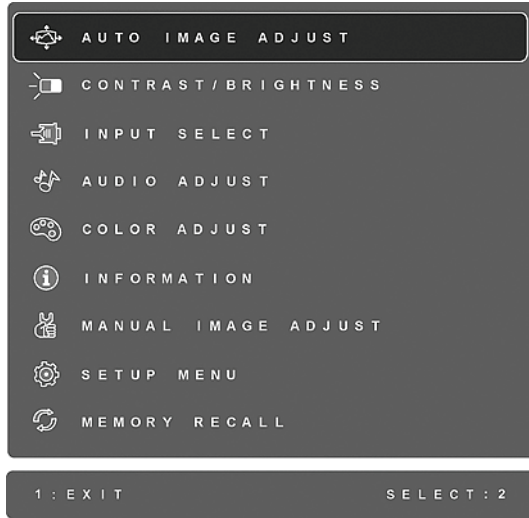 AUTO IMAGE ADJUST
CONTRAST/BRIGHTNESS
INPUT SELECT
AUDIO ADJUST
COLOR ADJUST
INFORMATION
MANUAL IMAGE ADJUST
SETUP MENU
MEMORY RECALL
1:EXIT SELECT:2